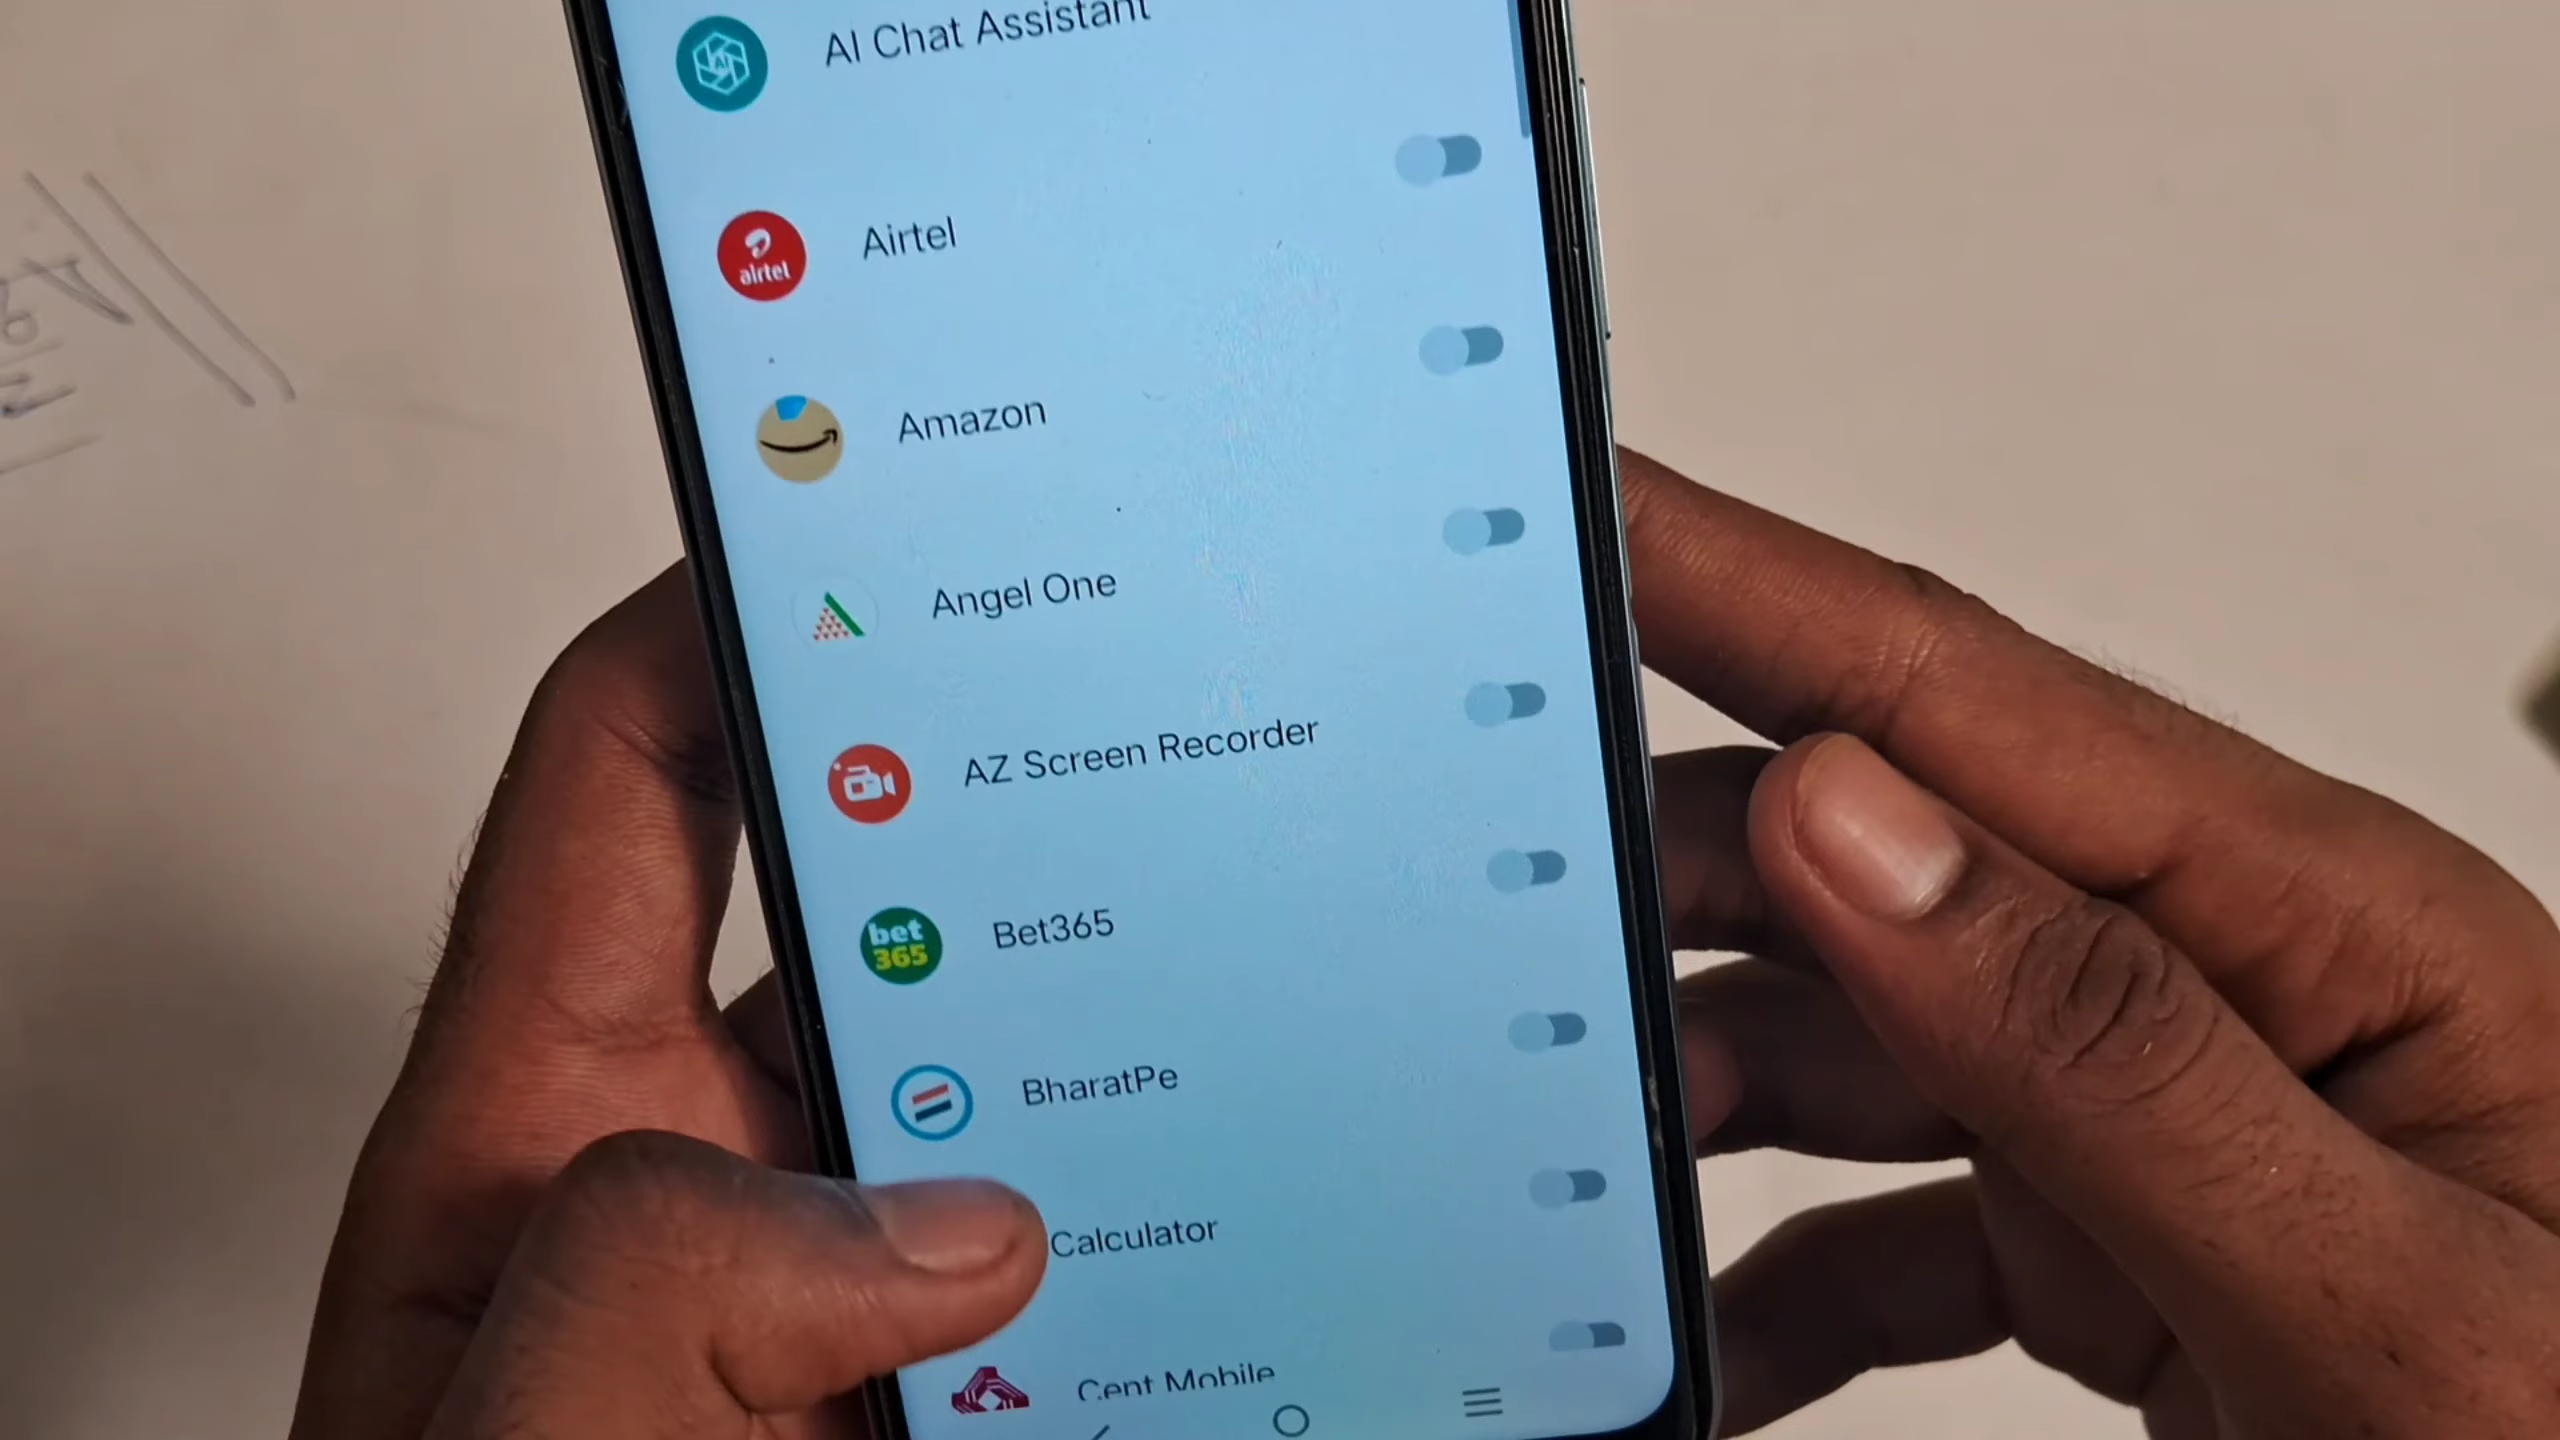 AI Chat Assistant
airtel
Airtel
Amazon
Angel One
AZ Screen Recorder
bet
365
Bet365
BharatPe
Calculator
Cent Mobile